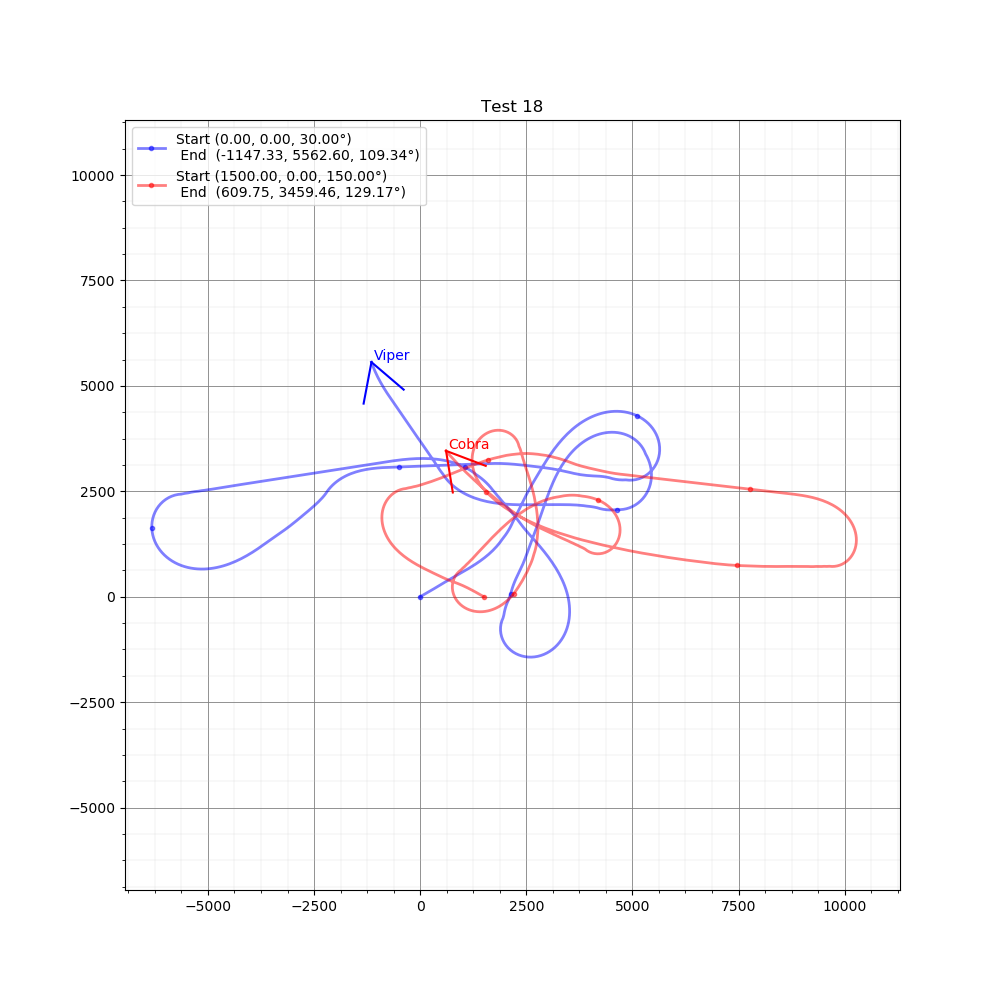 Test 18
Start (0.00, 0.00, 30.00°)
End  (-1147.33, 5562.60, 109.34°)
Start (1500.00, 0.00, 150.00°)
End  (609.75, 3459.46, 129.17°)
10000
7500
5000
2500
0
−2500
−5000
Viper
Cobra
−5000 −2500 0 2500 5000 7500 10000